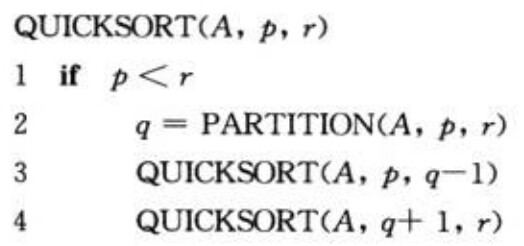 QUICKSORT(A, p, r)
1 if p < r
2 q = PARTITION(A, p, r)
3 QUICKSORT(A, p, q−1)
4 QUICKSORT(A, q+ 1, r)